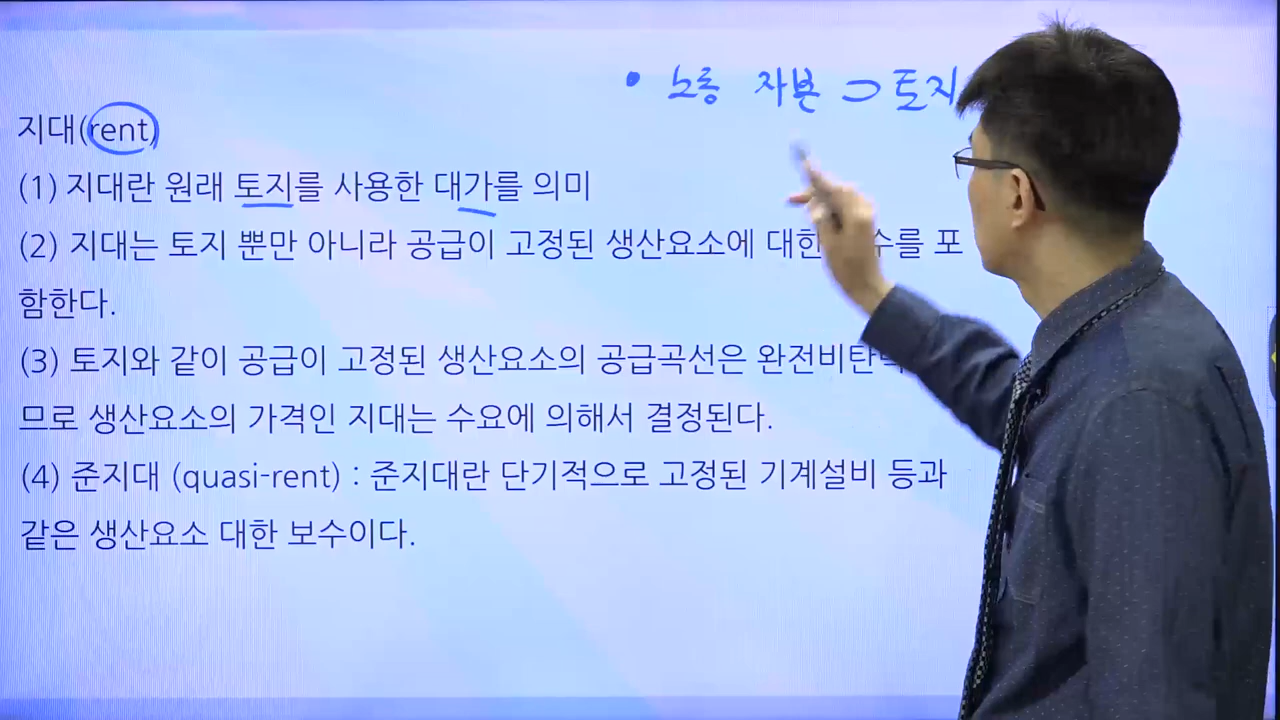 • 노동 자본 ⊃ 토지
지대(rent)
(1) 지대란 원래 토지를 사용한 대가를 의미
(2) 지대는 토지 뿐만 아니라 공급이 고정된 생산요소에 대한 수를 포
함한다.
(3) 토지와 같이 공급이 고정된 생산요소의 공급곡선은
므로 생산요소의 가격인 지대는 수요에 의해서 결정된다.
(4) 준지대 (quasi-rent) : 준지대란 단기적으로 고정된 기계설비 등과
같은 생산요소 대한 보수이다.